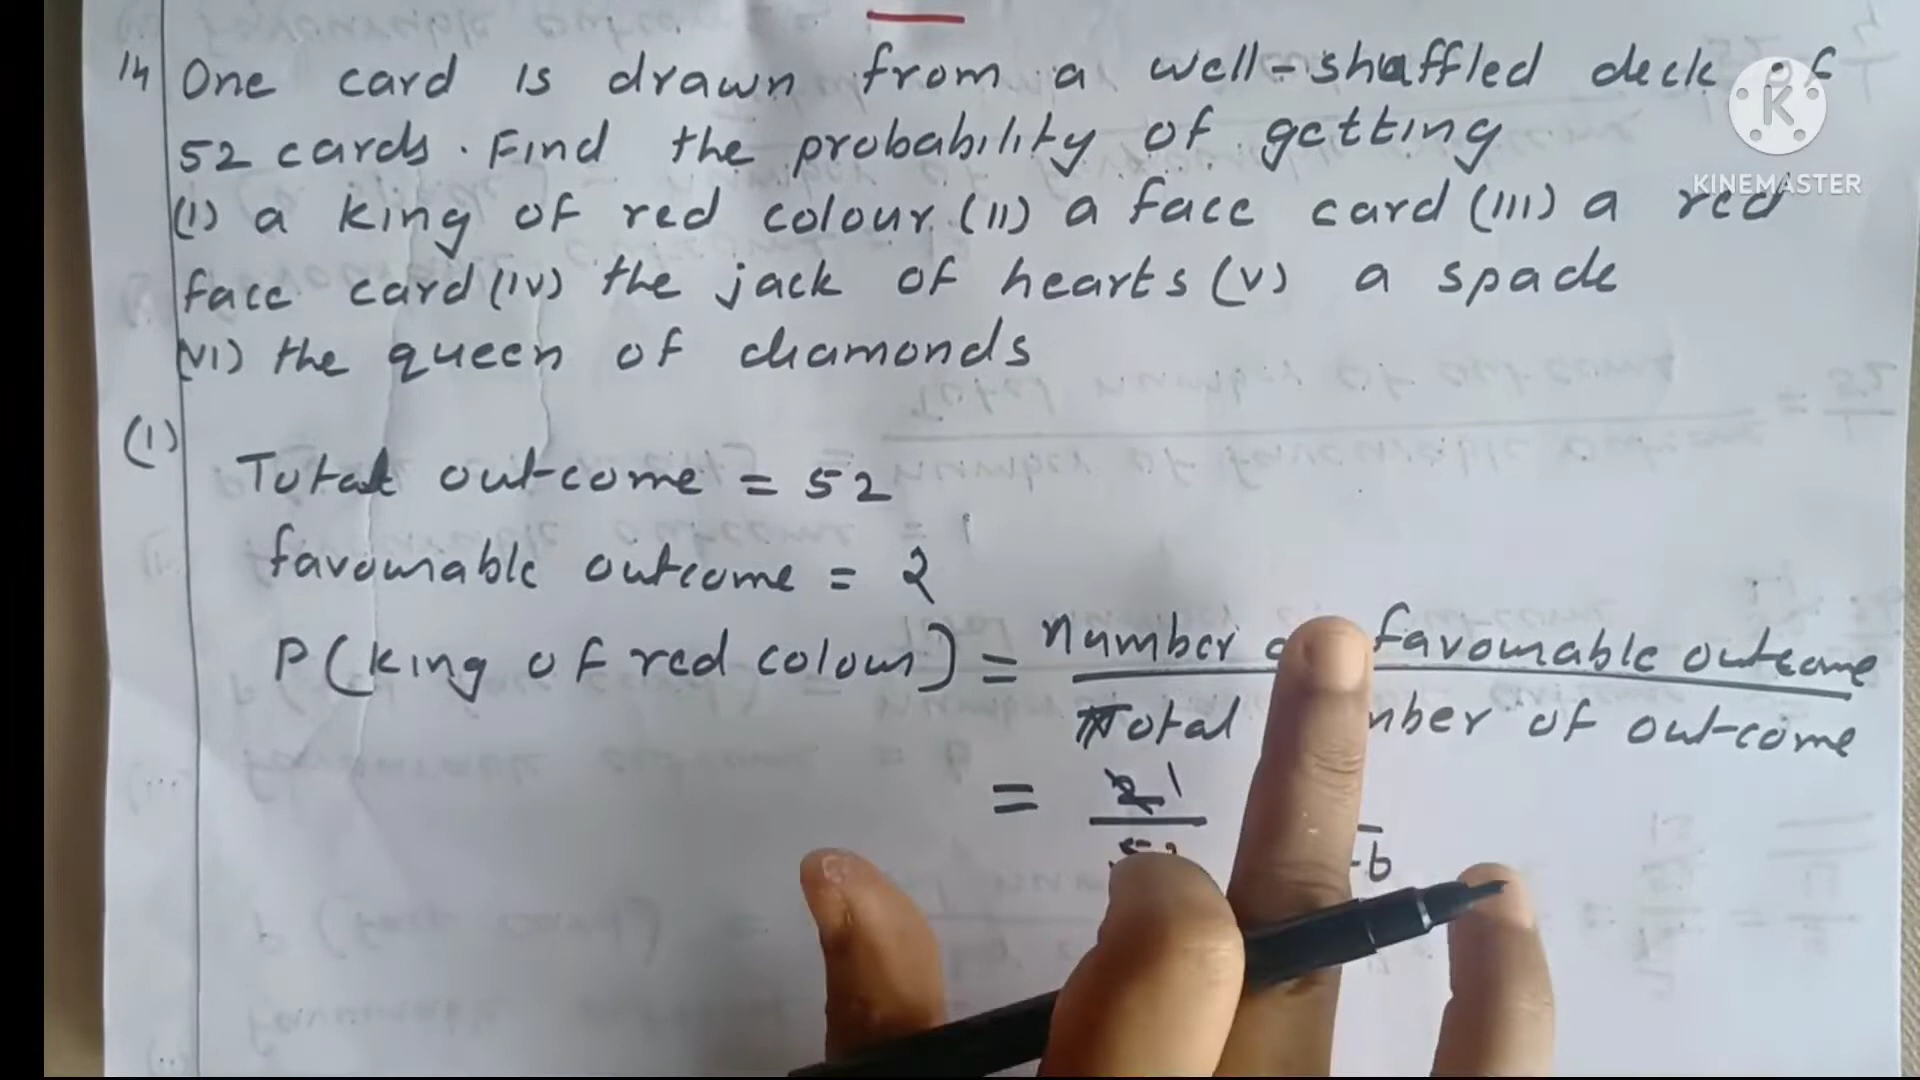 14 One card is drawn from a well-shuffled deck of
52 cards. Find the probability of getting
(i) a king of red colour (ii) a face card (iii) a red
face card (iv) the jack of hearts (v) a spade
(vi) the queen of diamonds
(i)
Total outcome = 52
favourable outcome = 2
P(king of red colour) = number favourable outcome
Total of outcome
= 2 1
KINEMASTER